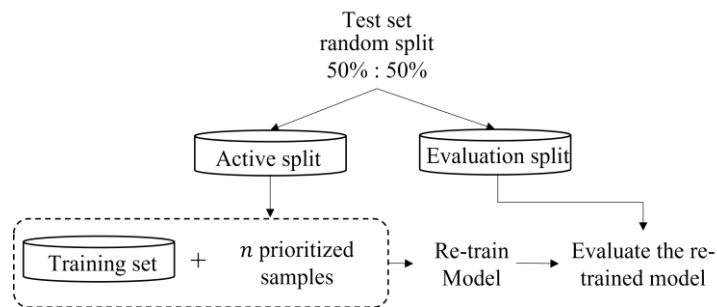 Test set
random split
50% : 50%
Active split
Evaluation split
Training set
+
n prioritized
samples
Re-train
Model
Evaluate the re-
trained model